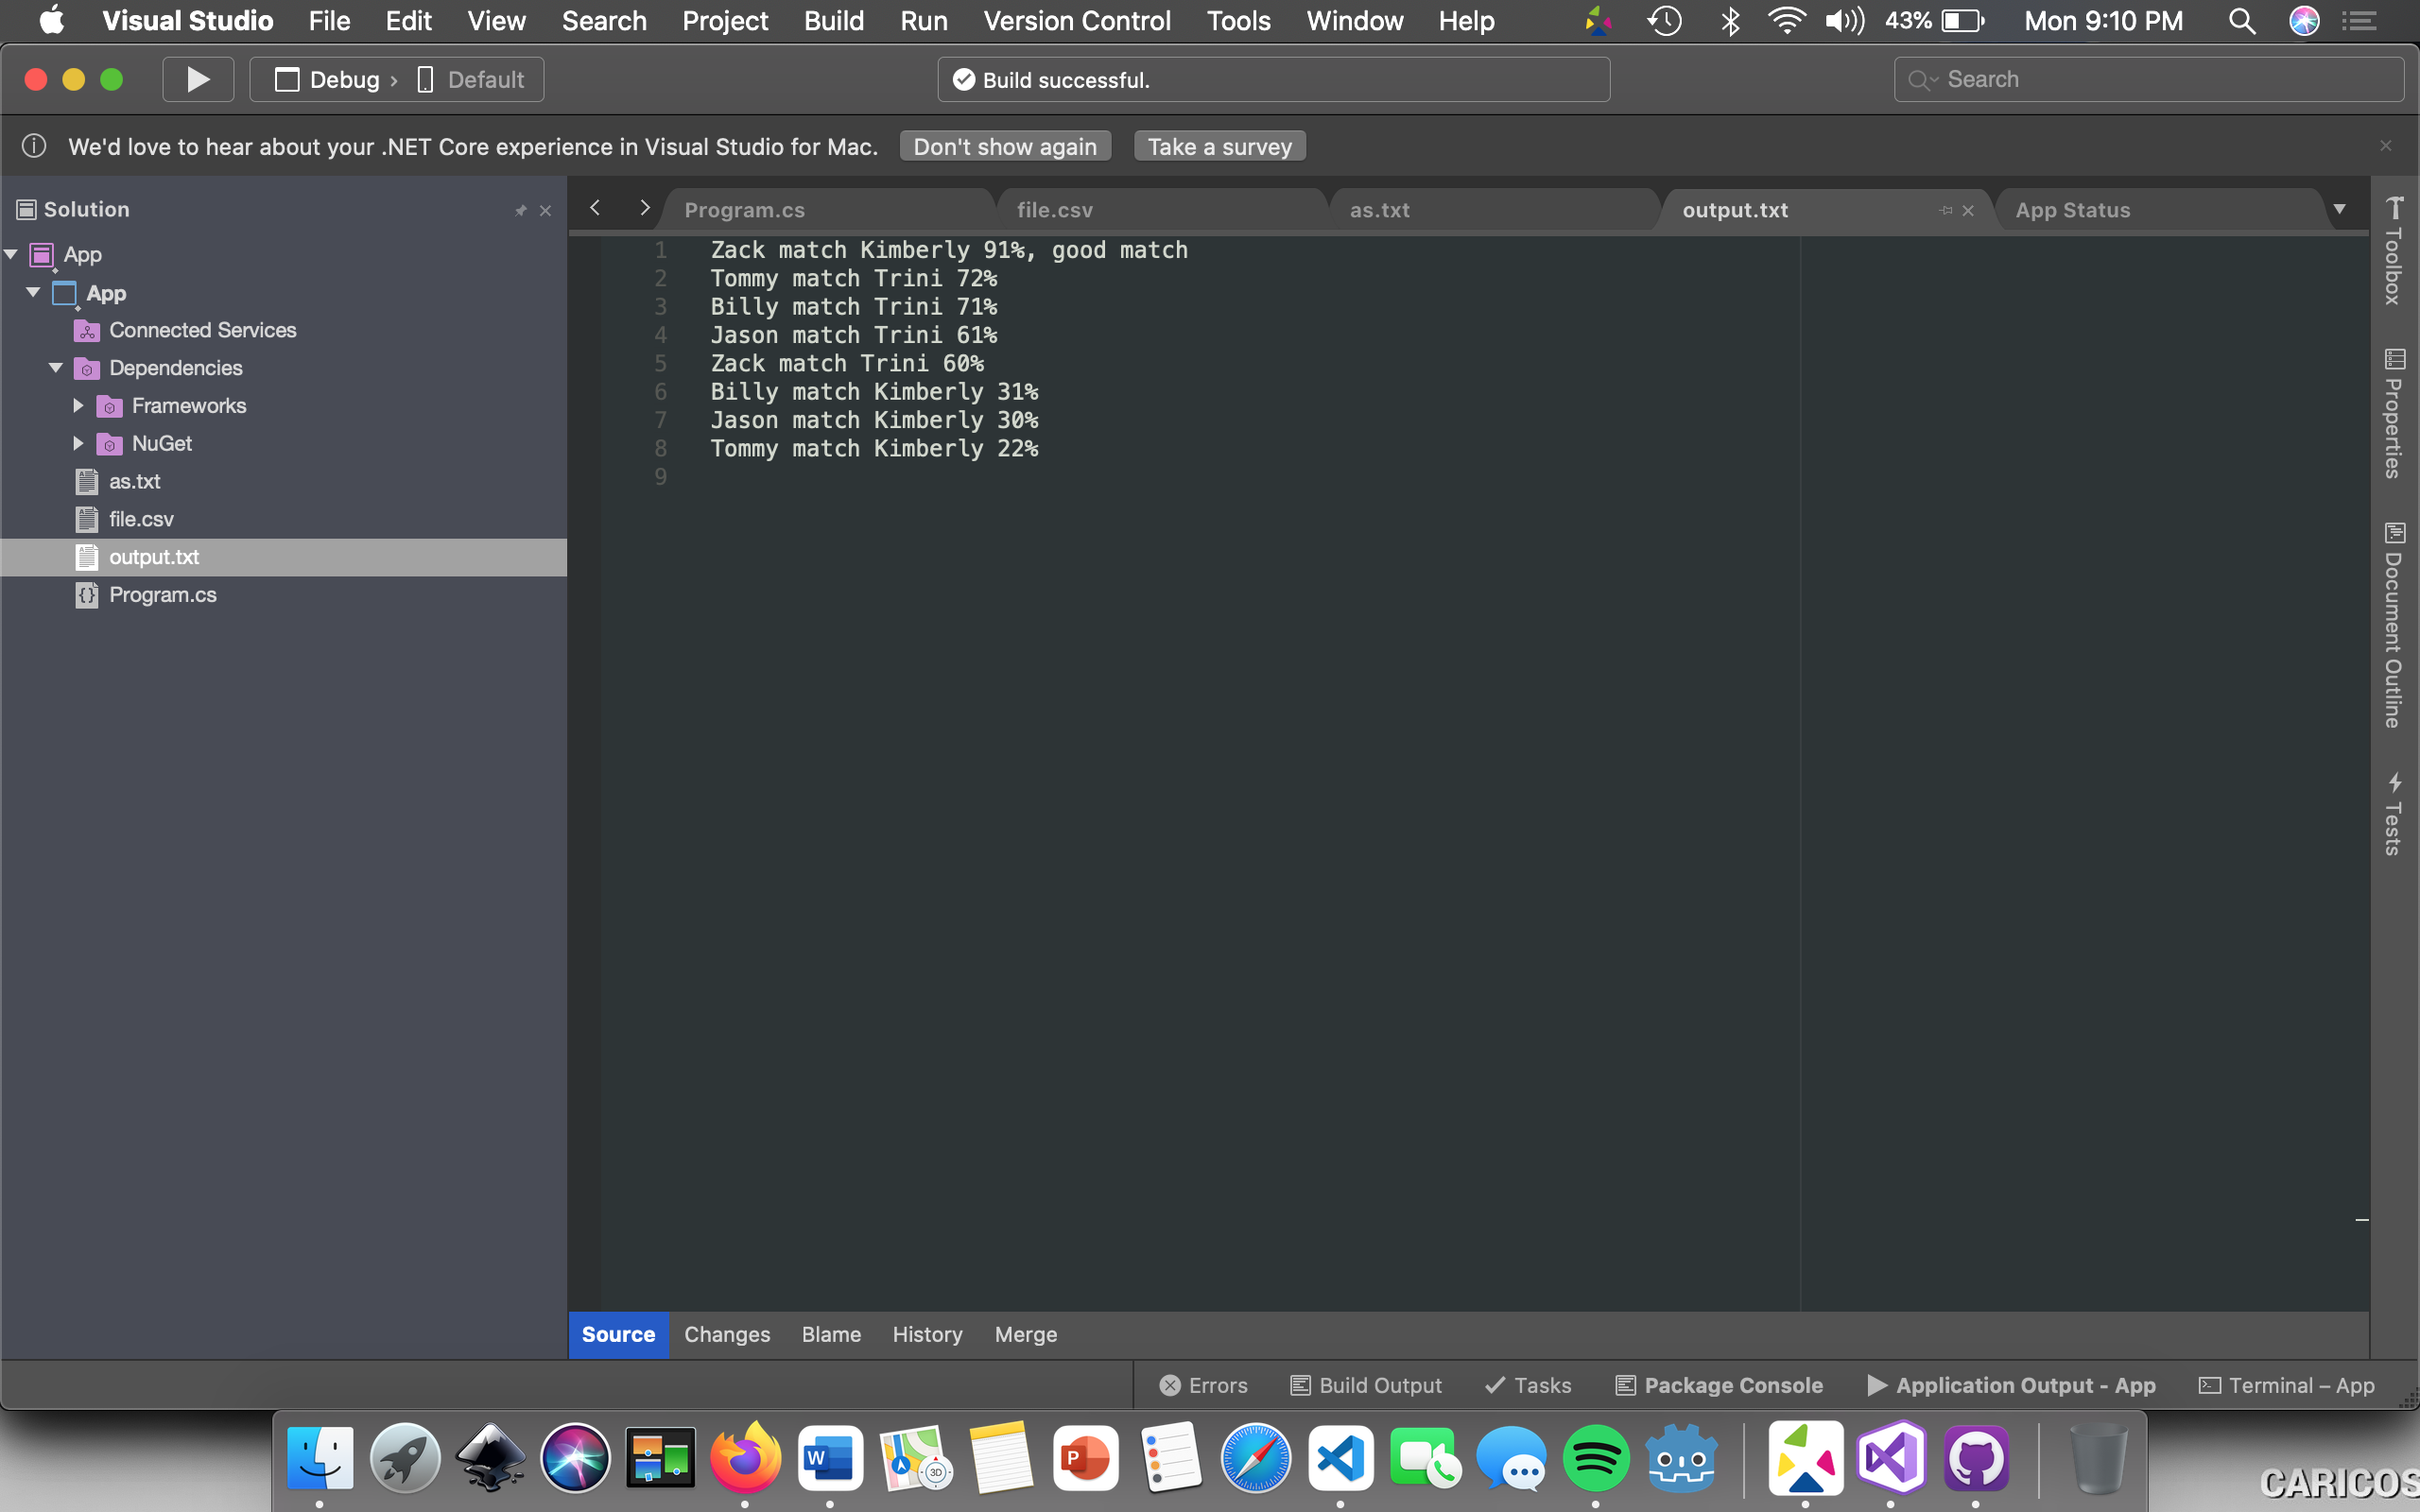 Visual Studio File Edit View Search Project Build Run Version Control Tools Window Help 43% Mon 9:10 PM
Debug › Default
Build successful.
Search
We'd love to hear about your .NET Core experience in Visual Studio for Mac. Don't show again Take a survey
Solution
App
App
Connected Services
Dependencies
Frameworks
NuGet
as.txt
file.csv
output.txt
Program.cs
Program.cs file.csv as.txt output.txt App Status
1 Zack match Kimberly 91%, good match
2 Tommy match Trini 72%
3 Billy match Trini 71%
4 Jason match Trini 61%
5 Zack match Trini 60%
6 Billy match Kimberly 31%
7 Jason match Kimberly 30%
8 Tommy match Kimberly 22%
9
Toolbox
Properties
Document Outline
Tests
Source Changes Blame History Merge
Errors Build Output Tasks Package Console Application Output - App Terminal – App
W
3D
P
CARICOS